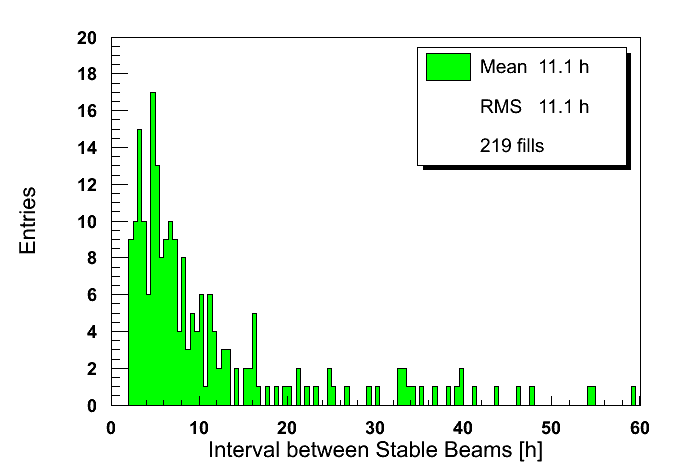 20
18
16
14
12
10
8
6
4
2
0
Entries
Mean 11.1 h
RMS 11.1 h
219 fills
0 10 20 30 40 50 60
Interval between Stable Beams [h]